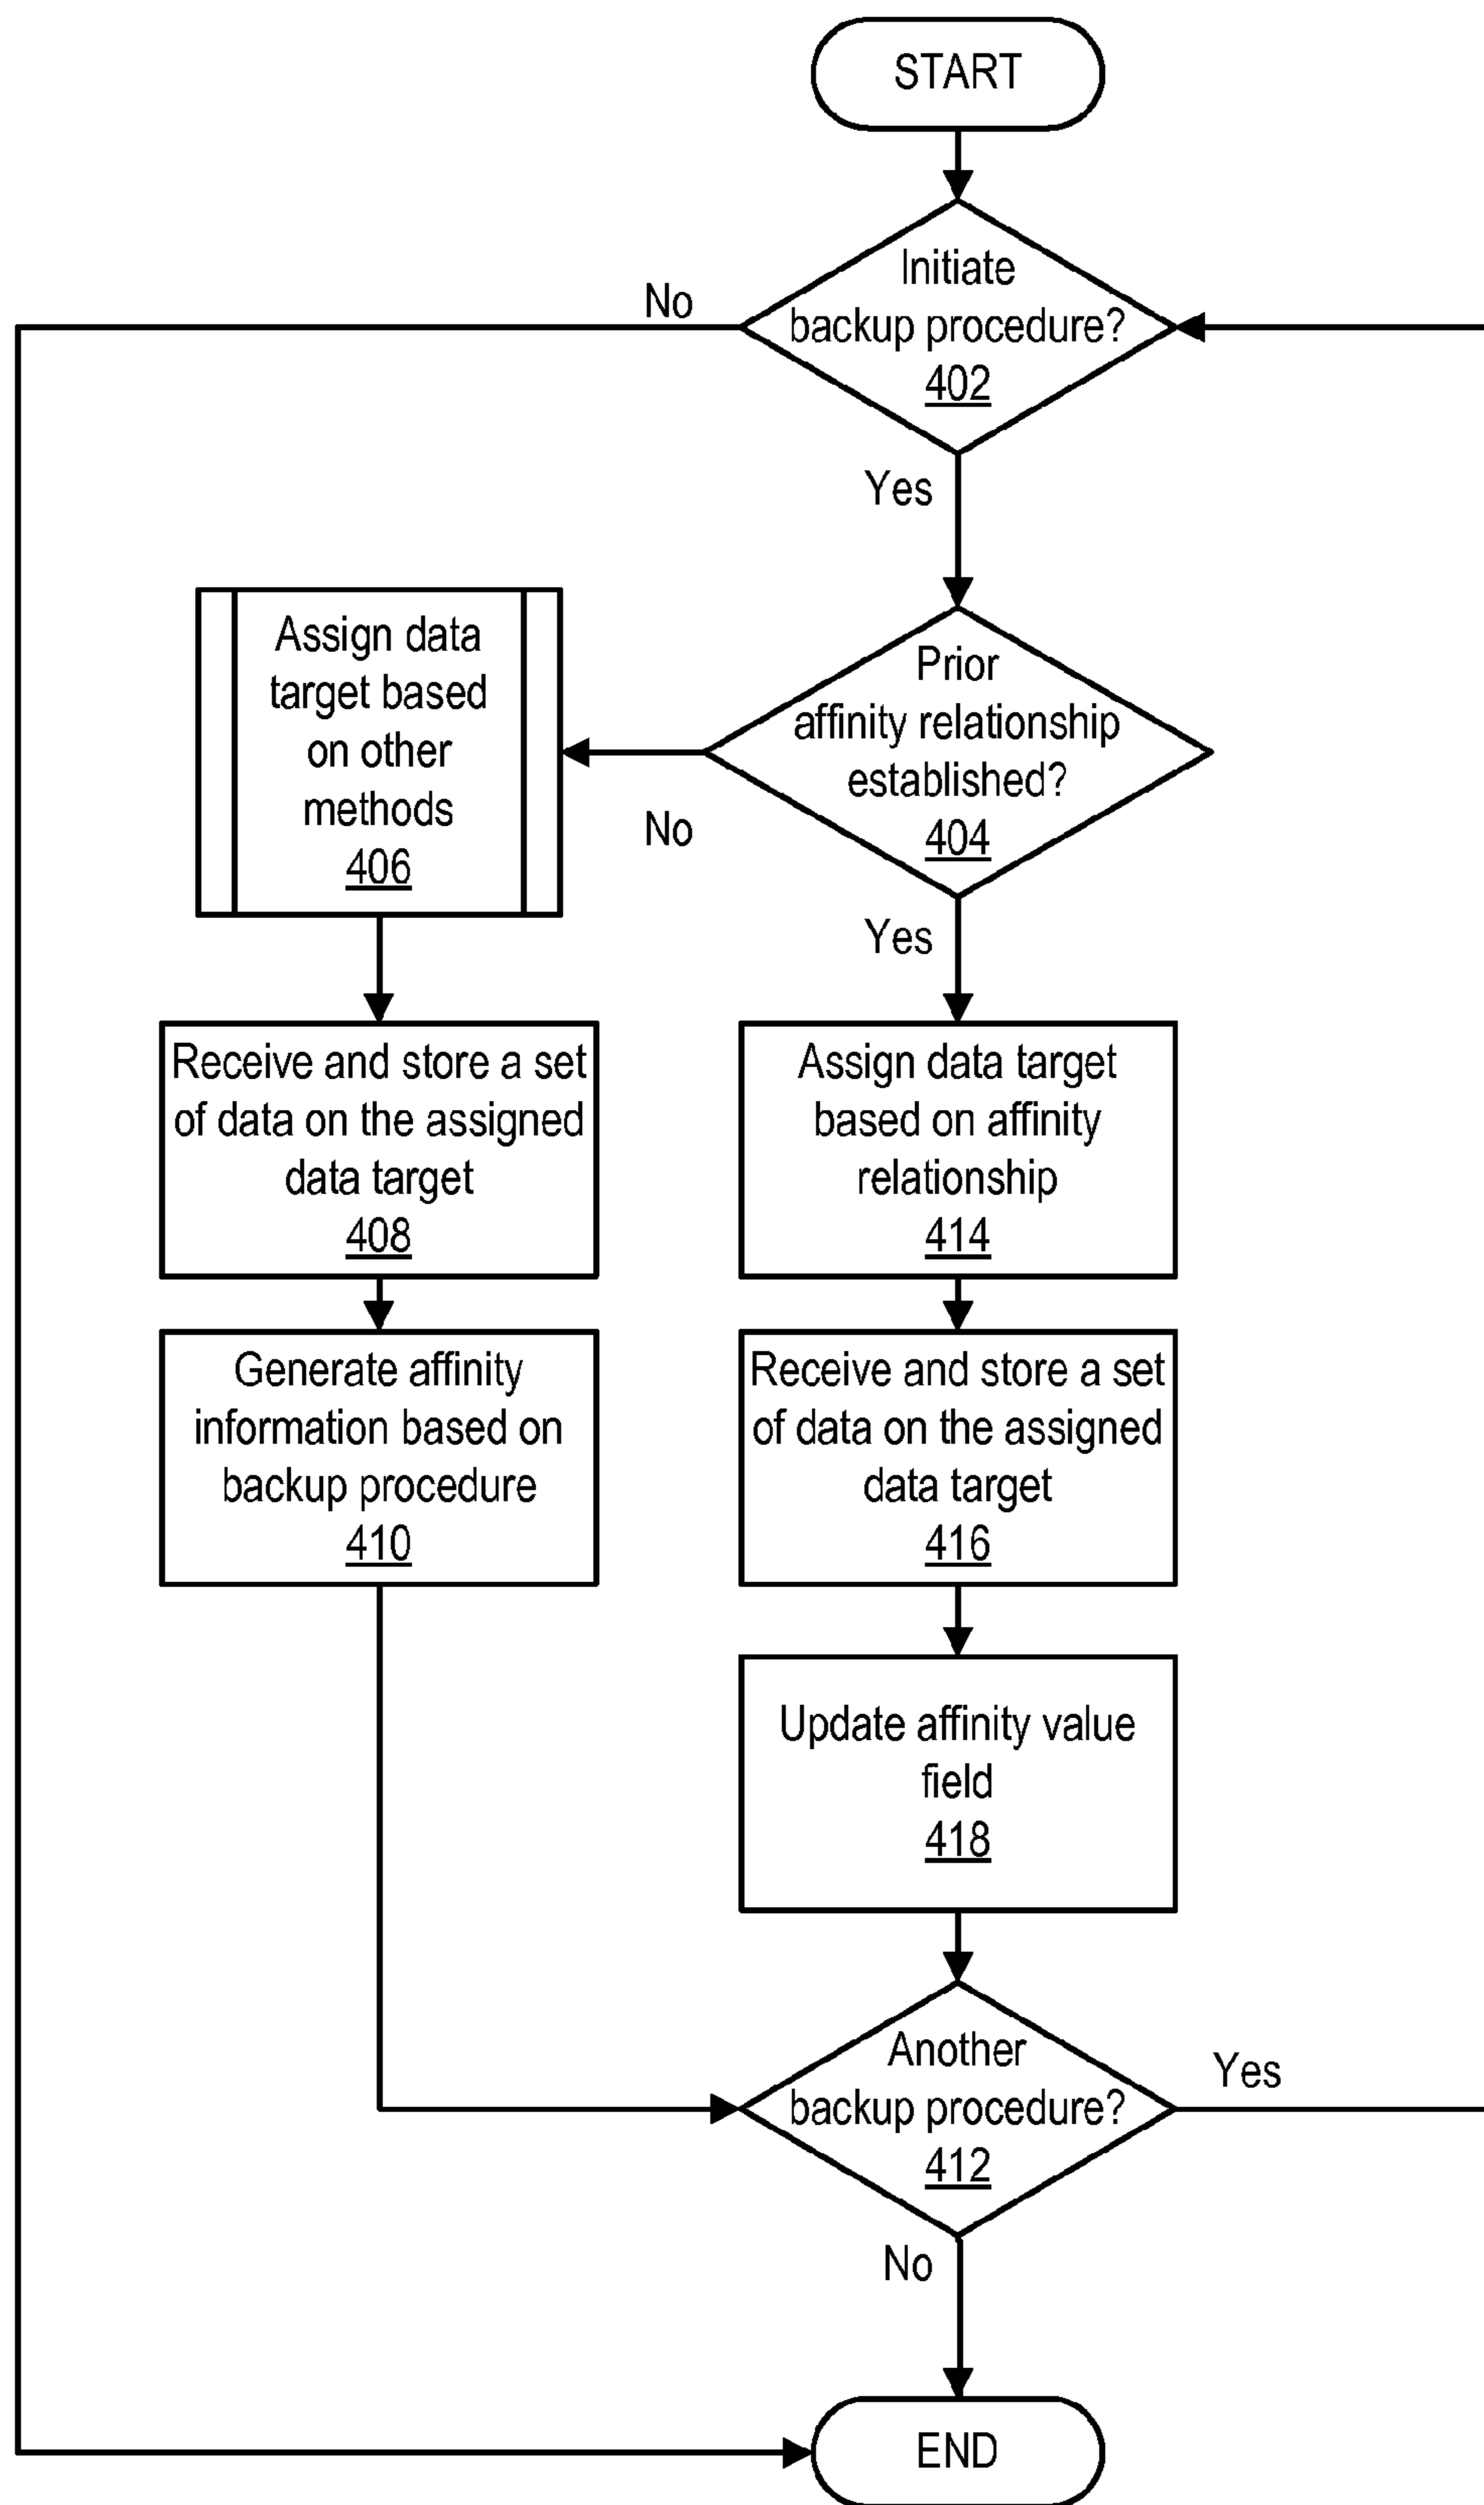 START
Initiate
backup procedure?
402
No
Yes
Prior
affinity relationship
established?
404
No
Yes
Assign data
target based
on other
methods
406
Receive and store a set
of data on the assigned
data target
408
Generate affinity
information based on
backup procedure
410
Assign data target
based on affinity
relationship
414
Receive and store a set
of data on the assigned
data target
416
Update affinity value
field
418
Another
backup procedure?
412
Yes
No
END